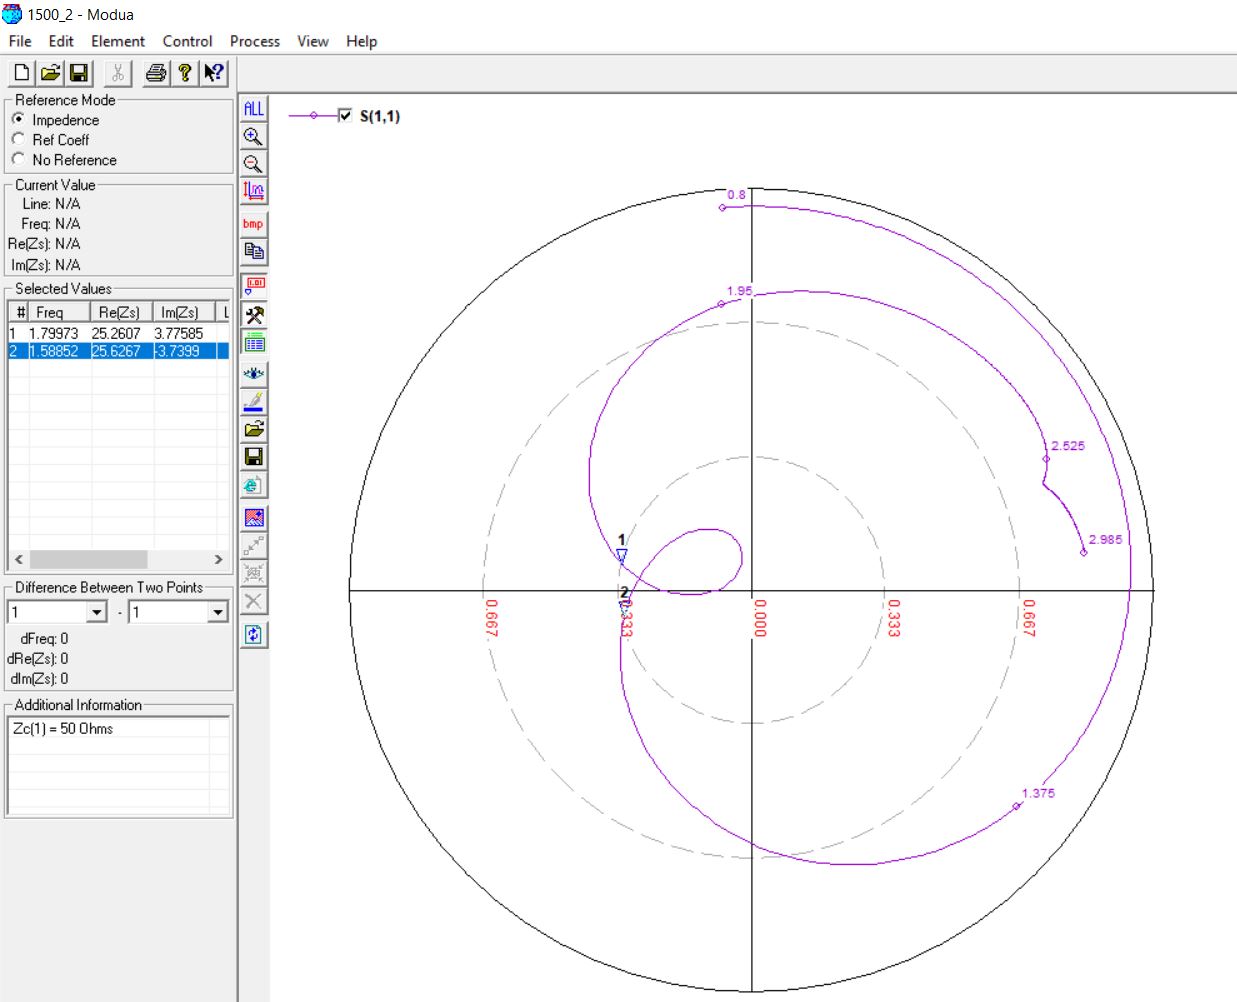 1500_2 - Modua
File Edit Element Control Process View Help
Reference Mode
Impedence
Ref Coeff
No Reference
Current Value
Line: N/A
Freq: N/A
Re(Zs): N/A
Im(Zs): N/A
Selected Values
# Freq Re(Zs) Im(Zs) L
1 1.79973 25.2607 3.77585
2 1.58852 25.6267 -3.7399
Difference Between Two Points
1 - 1
dFreq: 0
dRe(Zs): 0
dIm(Zs): 0
Additional Information
Zc(1) = 50 Ohms
ALL
bmp
1.01
S(1,1)
0.8
1.95
2.525
2.985
1
2
0.667
0.333
0.000
0.333
0.667
1.375